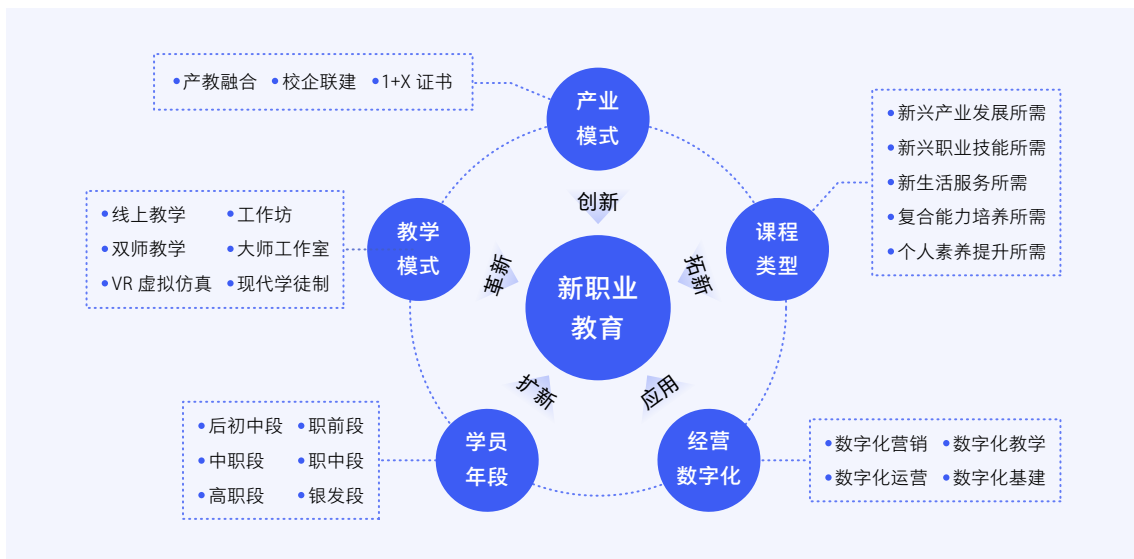 •产教融合 •校企联建 •1+X 证书
产业
模式
•新兴产业发展所需
•新兴职业技能所需
•新生活服务所需
•复合能力培养所需
•个人素养提升所需
•线上教学 •工作坊
•双师教学 •大师工作室
•VR 虚拟仿真 •现代学徒制
教学
模式
创新
课程
类型
革新
拓新
新职业
教育
扩新
应用
•后初中段 •职前段
•中职段 •职中段
•高职段 •银发段
学员
年段
经营
数字化
•数字化营销 •数字化教学
•数字化运营 •数字化基建